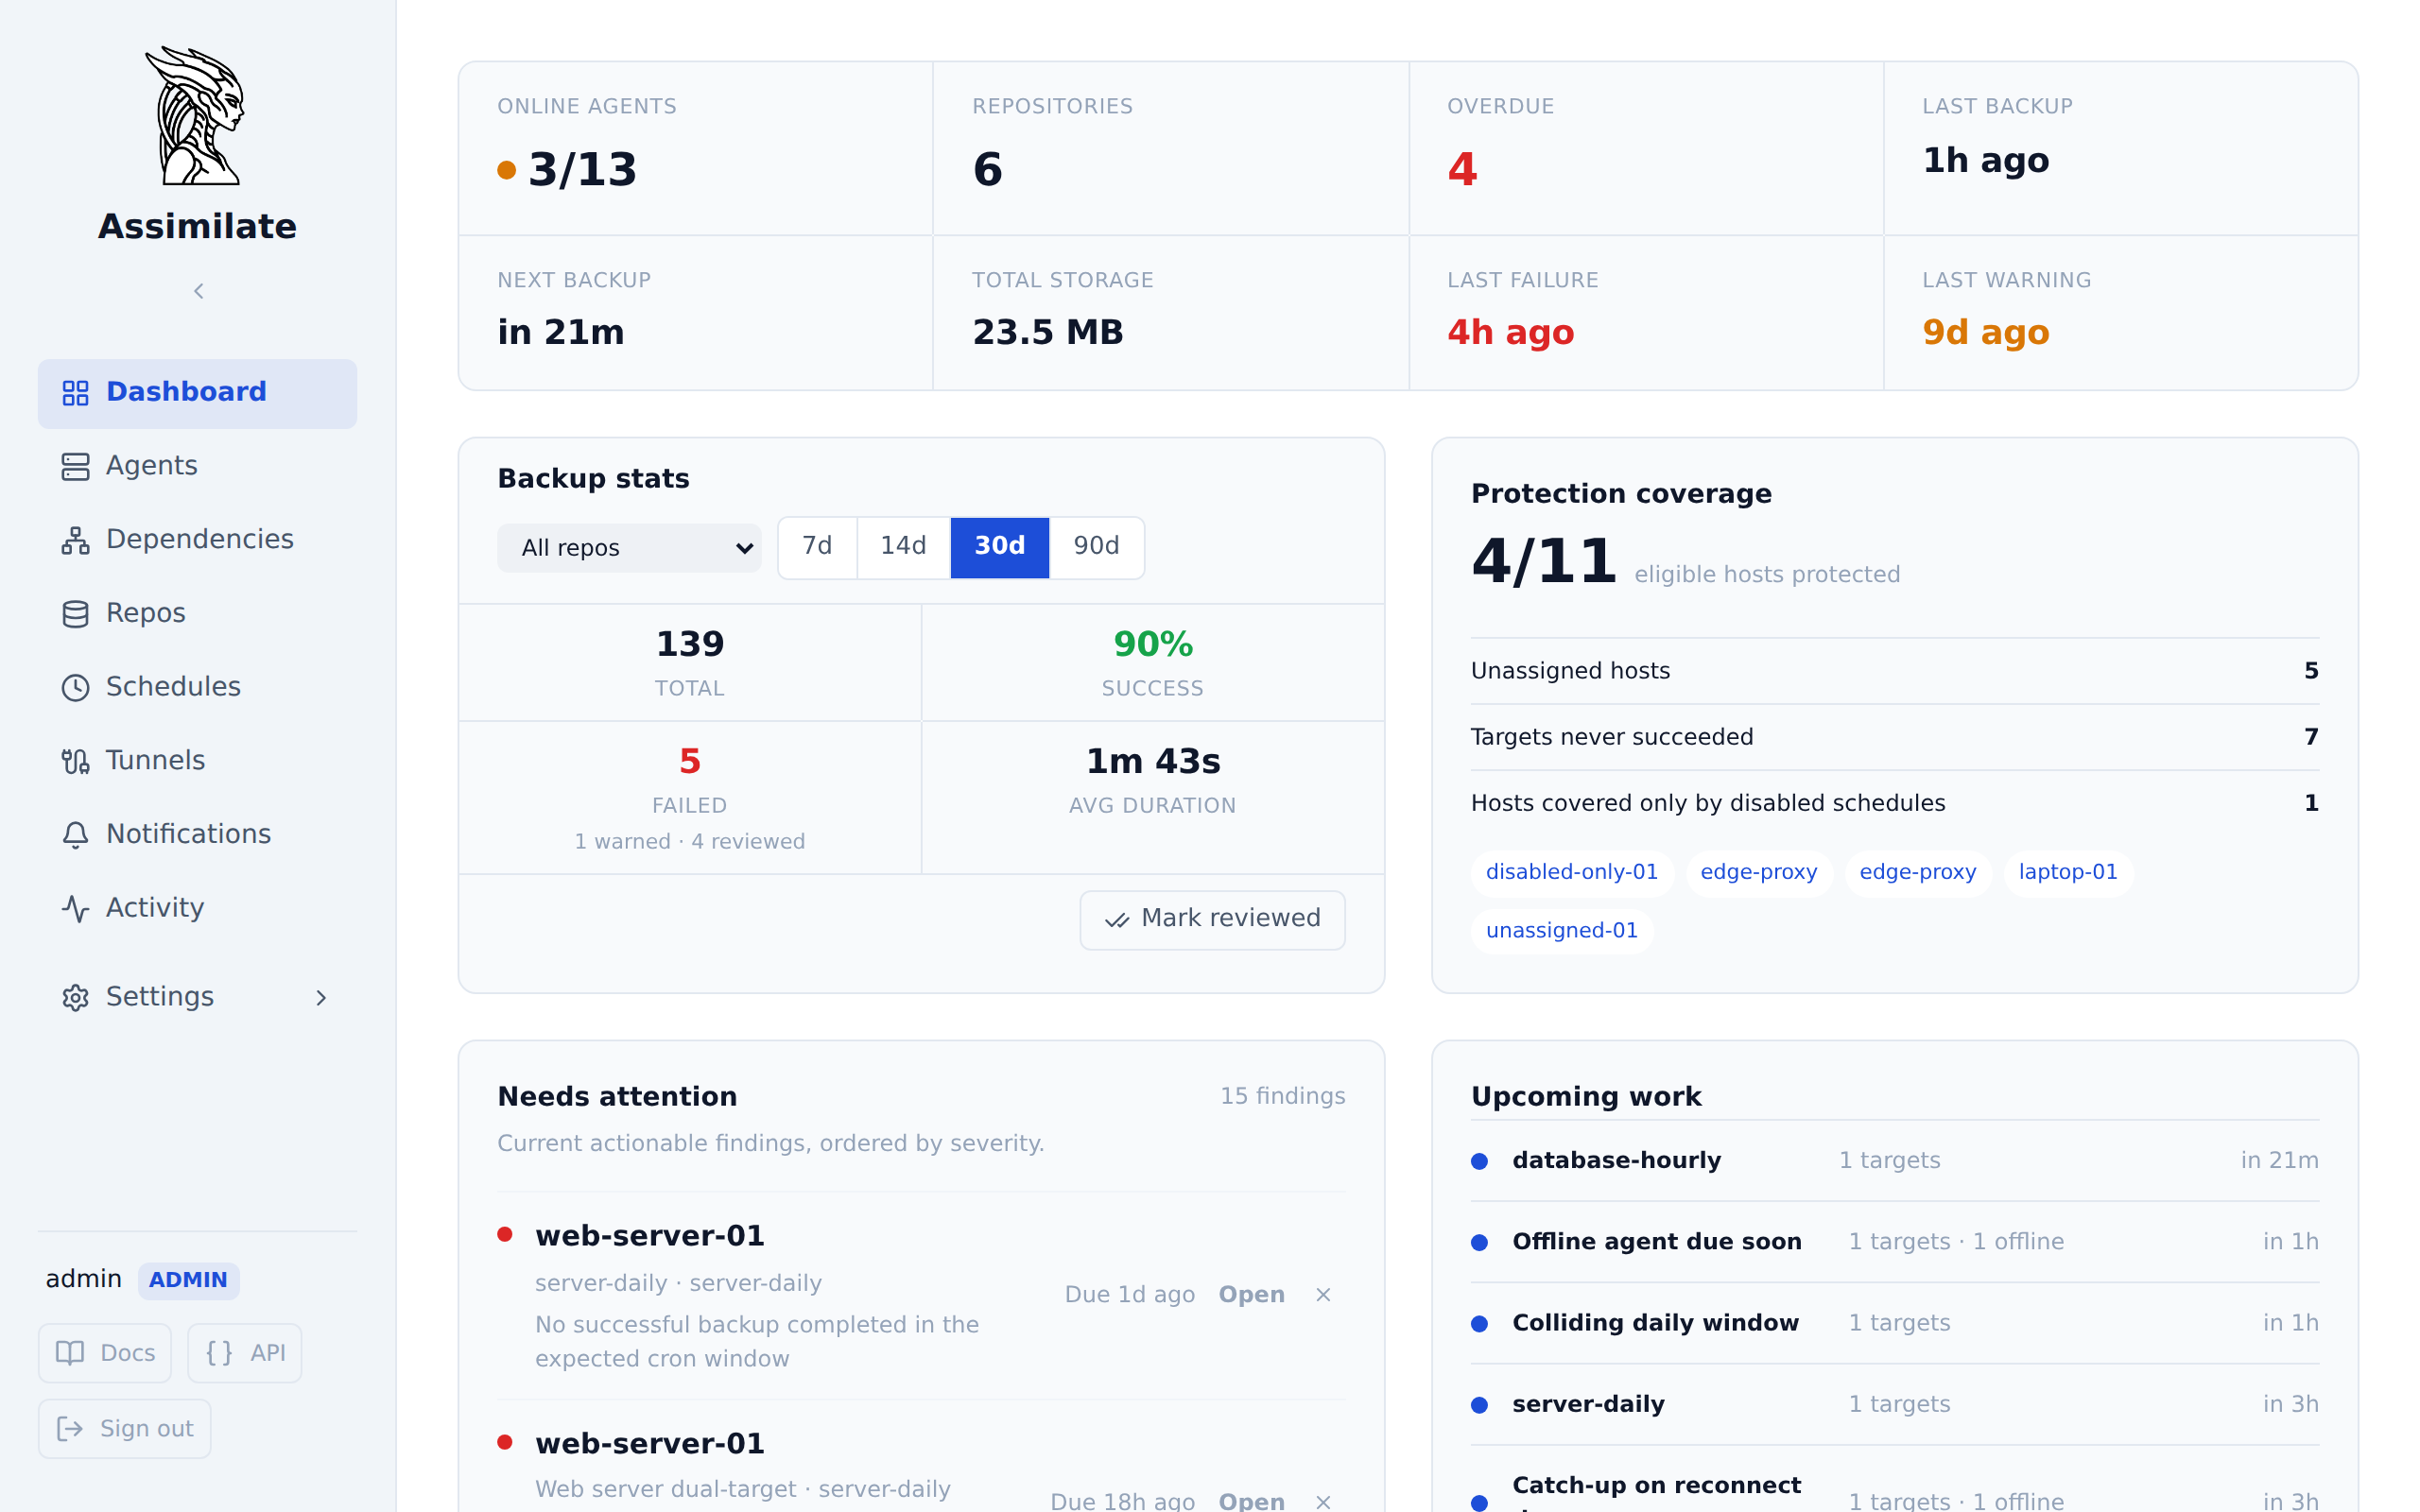 Assimilate
Dashboard
Agents
Dependencies
Repos
Schedules
Tunnels
Notifications
Activity
Settings
admin ADMIN
Docs
{ } API
Sign out
ONLINE AGENTS
3/13
REPOSITORIES
6
OVERDUE
4
LAST BACKUP
1h ago
NEXT BACKUP
in 21m
TOTAL STORAGE
23.5 MB
LAST FAILURE
4h ago
LAST WARNING
9d ago
Backup stats
All repos
7d 14d 30d 90d
139
TOTAL
90%
SUCCESS
5
FAILED
1 warned · 4 reviewed
1m 43s
AVG DURATION
Mark reviewed
Protection coverage
4/11 eligible hosts protected
Unassigned hosts 5
Targets never succeeded 7
Hosts covered only by disabled schedules 1
disabled-only-01 edge-proxy edge-proxy laptop-01
unassigned-01
Needs attention 15 findings
Current actionable findings, ordered by severity.
web-server-01
server-daily · server-daily
No successful backup completed in the
expected cron window
Due 1d ago Open ×
web-server-01
Web server dual-target · server-daily
Due 18h ago Open ×
Upcoming work
database-hourly 1 targets in 21m
Offline agent due soon 1 targets · 1 offline in 1h
Colliding daily window 1 targets in 1h
server-daily 1 targets in 3h
Catch-up on reconnect
1 targets · 1 offline in 3h